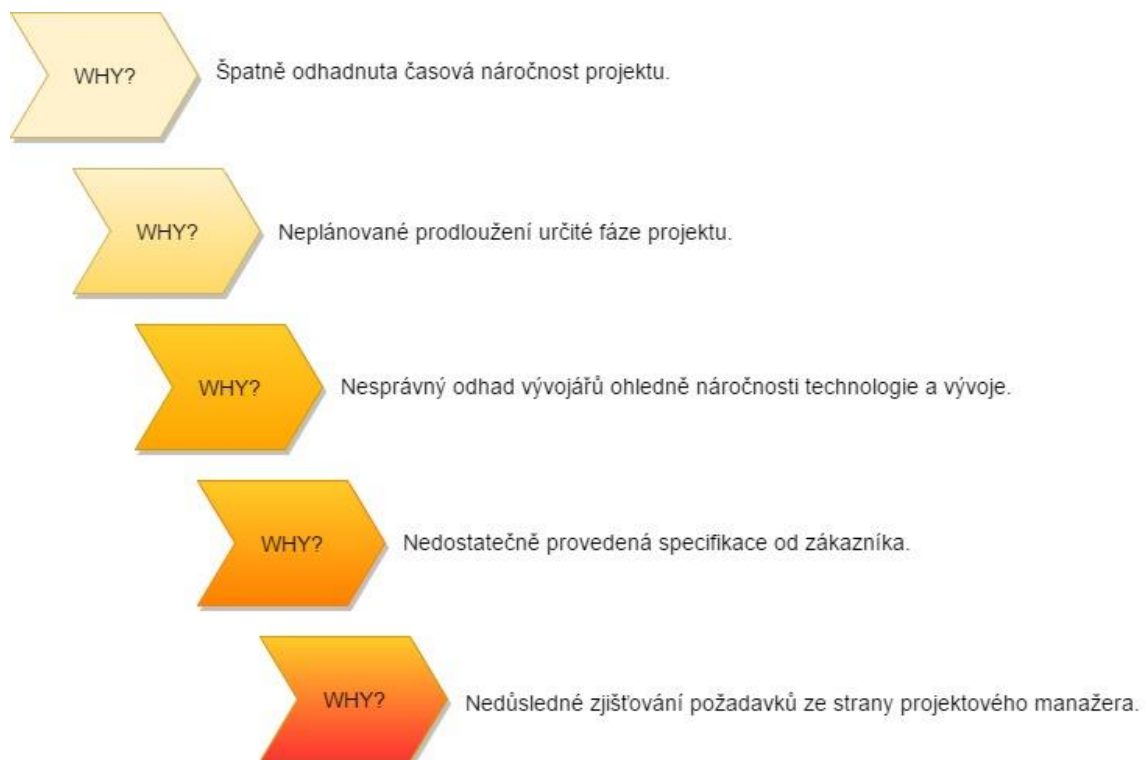 WHY?
Špatně odhadnuta časová náročnost projektu.
WHY?
Neplánované prodloužení určité fáze projektu.
WHY?
Nesprávný odhad vývojářů ohledně náročnosti technologie a vývoje.
WHY?
Nedostatečně provedená specifikace od zákazníka.
WHY?
Nedůsledné zjišťování požadavků ze strany projektového manažera.